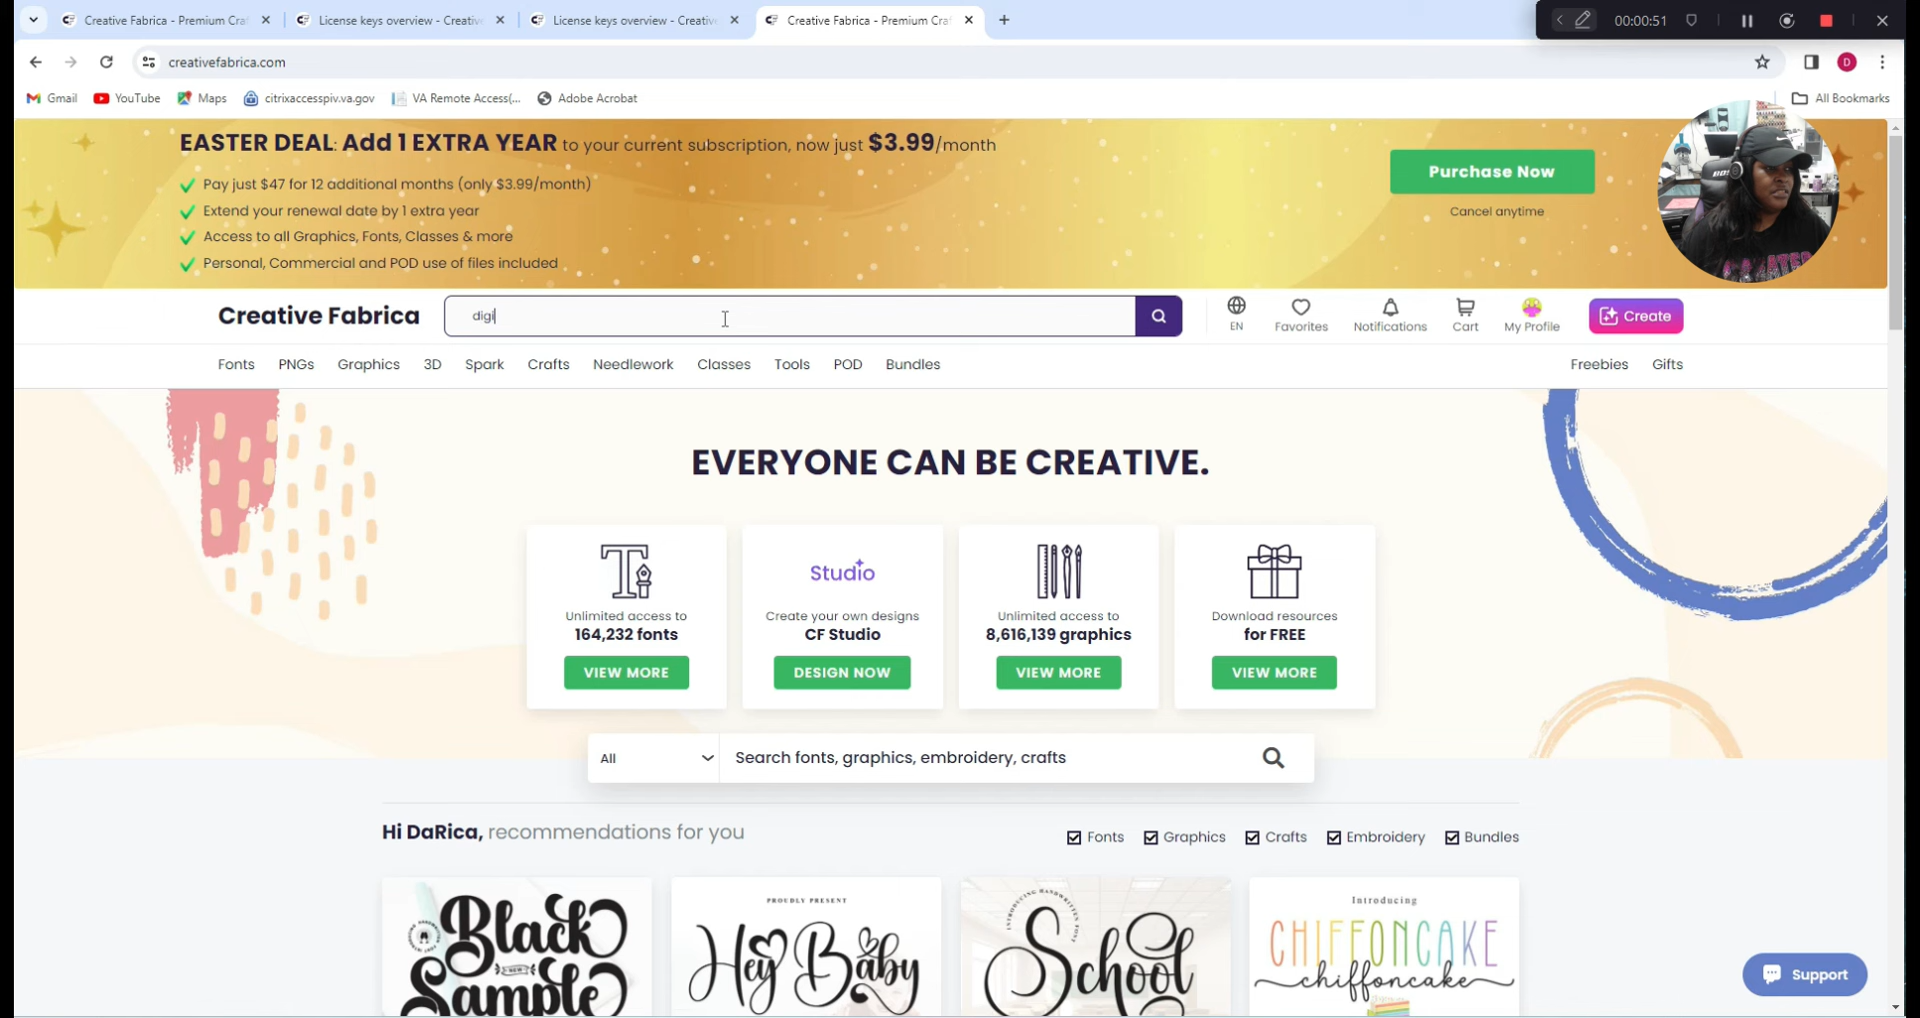 Creative Fabrica - Premium Cra
License keys overview - Creativ
License keys overview - Creativ
Creative Fabrica - Premium Cra
00:00:51
creativefabrica.com
D
Gmail
YouTube
Maps
citrixaccesspiv.va.gov
VA Remote Access(...
Adobe Acrobat
All Bookmarks
EASTER DEAL: Add 1 EXTRA YEAR to your current subscription, now just $3.99/month
Pay just $47 for 12 additional months (only $3.99/month)
Extend your renewal date by 1 extra year
Access to all Graphics, Fonts, Classes & more
Personal, Commercial and POD use of files included
Purchase Now
Cancel anytime
Creative Fabrica
digi
EN
Favorites
Notifications
Cart
My Profile
Create
Fonts
PNGs
Graphics
3D
Spark
Crafts
Needlework
Classes
Tools
POD
Bundles
Freebies
Gifts
EVERYONE CAN BE CREATIVE.
Unlimited access to
164,232 fonts
VIEW MORE
Studio
Create your own designs
CF Studio
DESIGN NOW
Unlimited access to
8,616,139 graphics
VIEW MORE
Download resources
for FREE
VIEW MORE
All
Search fonts, graphics, embroidery, crafts
Hi DaRica, recommendations for you
Fonts
Graphics
Crafts
Embroidery
Bundles
Black
Sample
PROUDLY PRESENT
Hey Baby
School
Introducing
CHIFFONCAKE
chiffoncake
Support